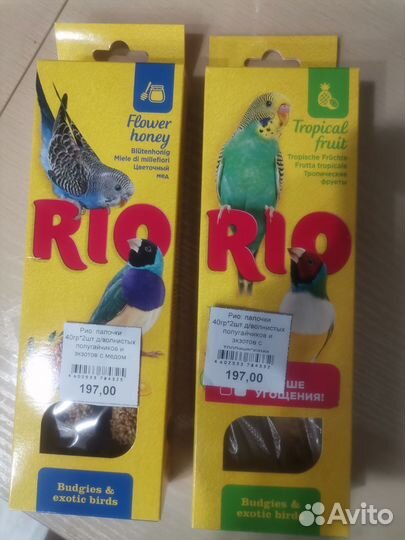 Flower
honey
Blütenhonig
Miele di millefiori
Цветочный
мед
RIO
Рио: палочки
40гр*2шт д/волнистых
попугайчиков и
экзотов с медом
197,00
Budgies &
exotic birds
Tropical
fruit
Tropische Früchte
Frutta tropicale
Тропические
фрукты
RIO
Рио: палочки
40гр*2шт д/волнистых
попугайчиков и
экзотов с
197,00
УГОЩЕНИЯ!
Budgies &
exotic birds
Avito